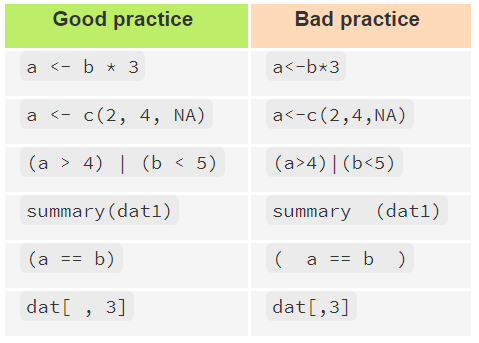 Good practice Bad practice
a <- b * 3 a<-b*3
a <- c(2, 4, NA) a<-c(2,4,NA)
(a > 4) | (b < 5) (a>4)|(b<5)
summary(dat1) summary  (dat1)
(a == b) (  a == b  )
dat[ , 3] dat[,3]